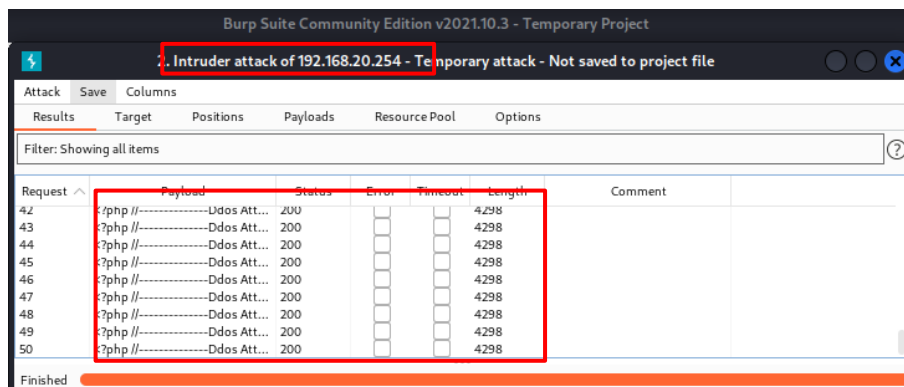 Burp Suite Community Edition v2021.10.3 - Temporary Project
2. Intruder attack of 192.168.20.254 - Temporary attack - Not saved to project file
Attack Save Columns
Results Target Positions Payloads Resource Pool Options
Filter: Showing all items ?
Request Payload Status Error Timeout Length Comment
42 <?php //--------------Ddos Att... 200 4298
43 <?php //--------------Ddos Att... 200 4298
44 <?php //--------------Ddos Att... 200 4298
45 <?php //--------------Ddos Att... 200 4298
46 <?php //--------------Ddos Att... 200 4298
47 <?php //--------------Ddos Att... 200 4298
48 <?php //--------------Ddos Att... 200 4298
49 <?php //--------------Ddos Att... 200 4298
50 <?php //--------------Ddos Att... 200 4298
Finished